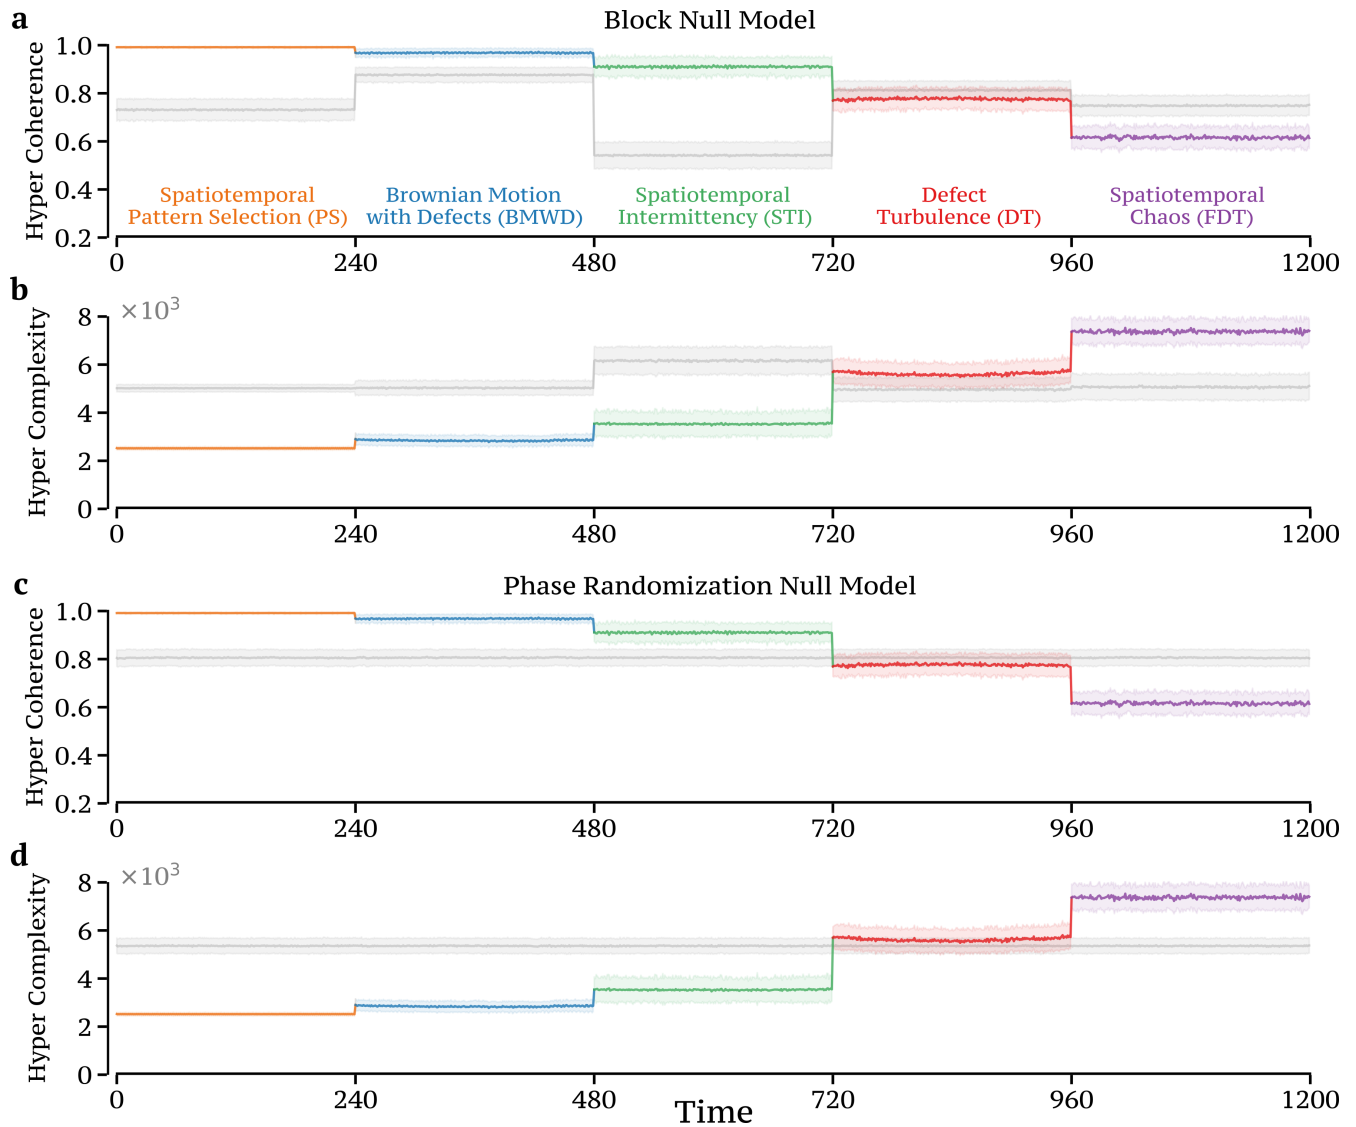 a
Block Null Model
Hyper Coherence
1.0
0.8
0.6
0.4
0.2
Spatiotemporal
Pattern Selection (PS)
Brownian Motion
with Defects (BMWD)
Spatiotemporal
Intermittency (STI)
Defect
Turbulence (DT)
Spatiotemporal
Chaos (FDT)
0 240 480 720 960 1200
b
×10³
Hyper Complexity
8
6
4
2
0
0 240 480 720 960 1200
c
Phase Randomization Null Model
Hyper Coherence
1.0
0.8
0.6
0.4
0.2
0 240 480 720 960 1200
d
×10³
Hyper Complexity
8
6
4
2
0
0 240 480 720 960 1200
Time